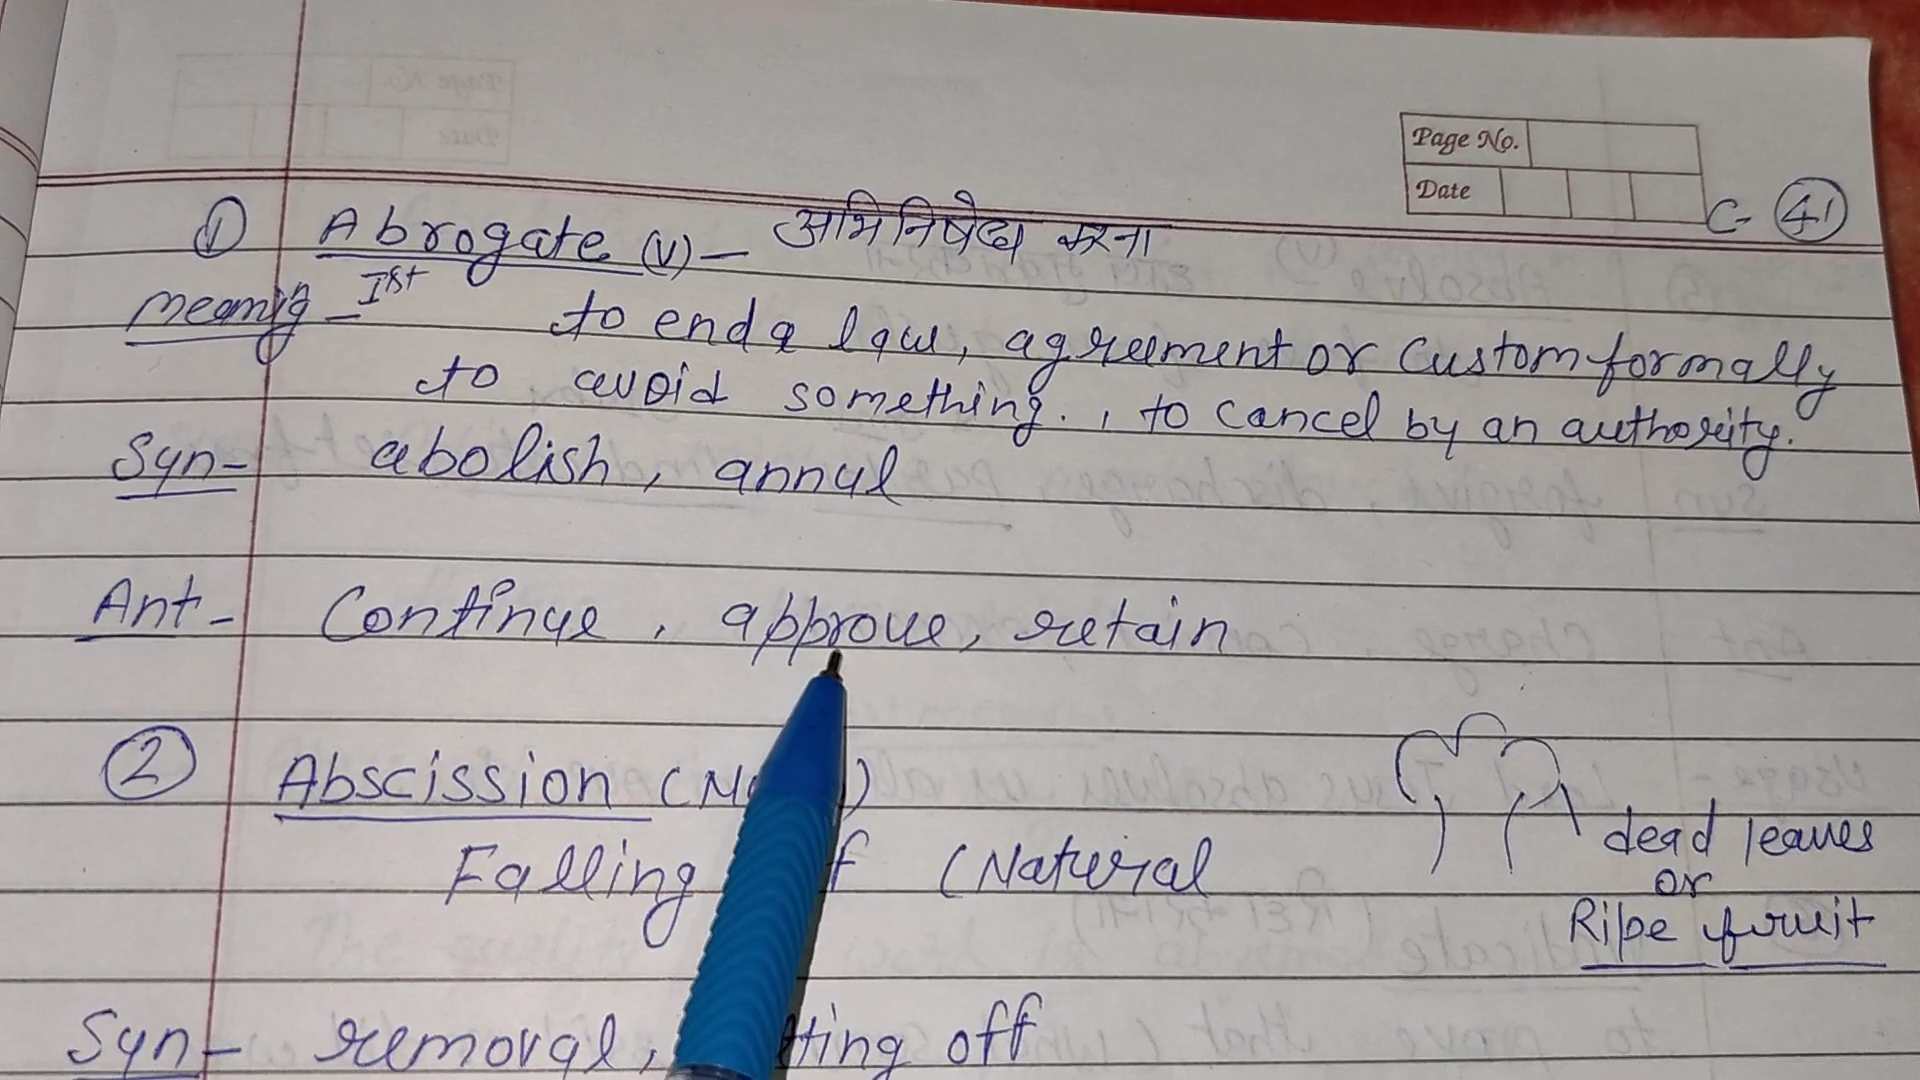 Page No.
Date
C- 41
① Abrogate (v) – अभिनिषेध करना
meaning – Ist to end a law, agreement or custom formally
to avoid something. , to cancel by an authority.
Syn- abolish, annul
Ant- Continue, approve, retain
② Abscission (N )
Falling f (Natural
dead leaves
or
Ripe fruit
Syn- removal, tting off